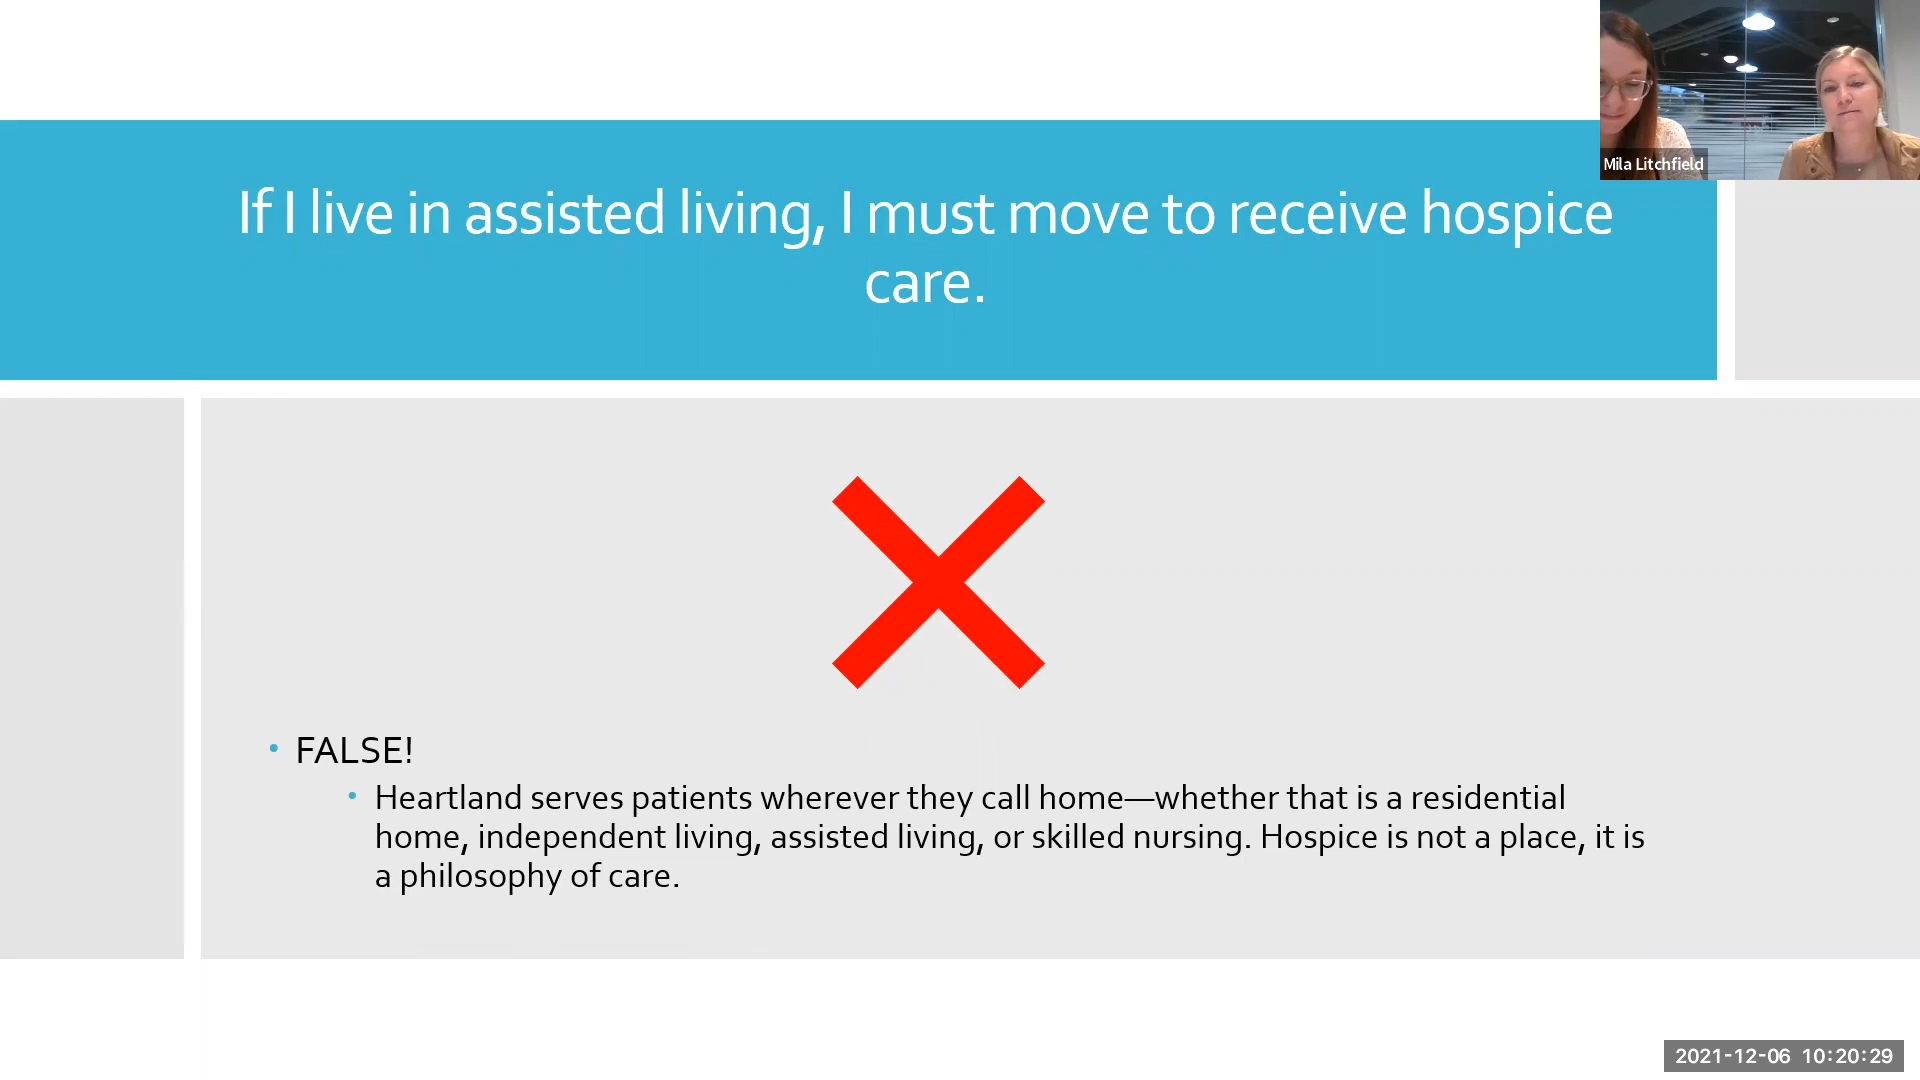 Mila Litchfield
If I live in assisted living, I must move to receive hospice
care.
• FALSE!
• Heartland serves patients wherever they call home—whether that is a residential
home, independent living, assisted living, or skilled nursing. Hospice is not a place, it is
a philosophy of care.
2021-12-06 10:20:29